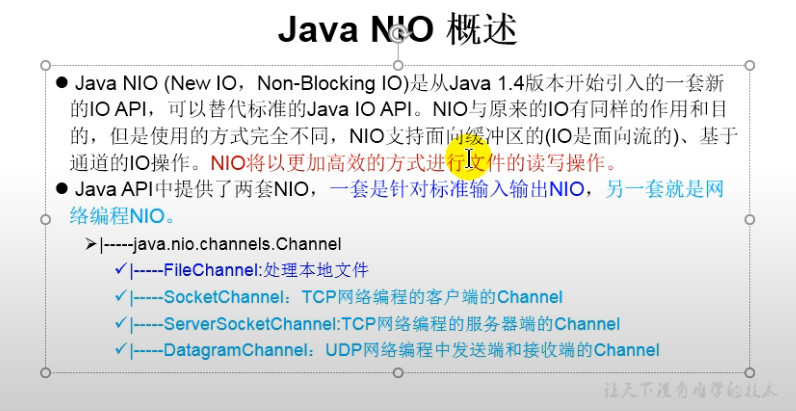 Java NIO 概述
● Java NIO (New IO，Non-Blocking IO)是从Java 1.4版本开始引入的一套新
的IO API，可以替代标准的Java IO API。NIO与原来的IO有同样的作用和目
的，但是使用的方式完全不同，NIO支持面向缓冲区的(IO是面向流的)、基于
通道的IO操作。NIO将以更加高效的方式进行文件的读写操作。
● Java API中提供了两套NIO，一套是针对标准输入输出NIO，另一套就是网
络编程NIO。
➢|-----java.nio.channels.Channel
✓|-----FileChannel:处理本地文件
✓|-----SocketChannel：TCP网络编程的客户端的Channel
✓|-----ServerSocketChannel:TCP网络编程的服务器端的Channel
✓|-----DatagramChannel：UDP网络编程中发送端和接收端的Channel
让天下没有难学的技术